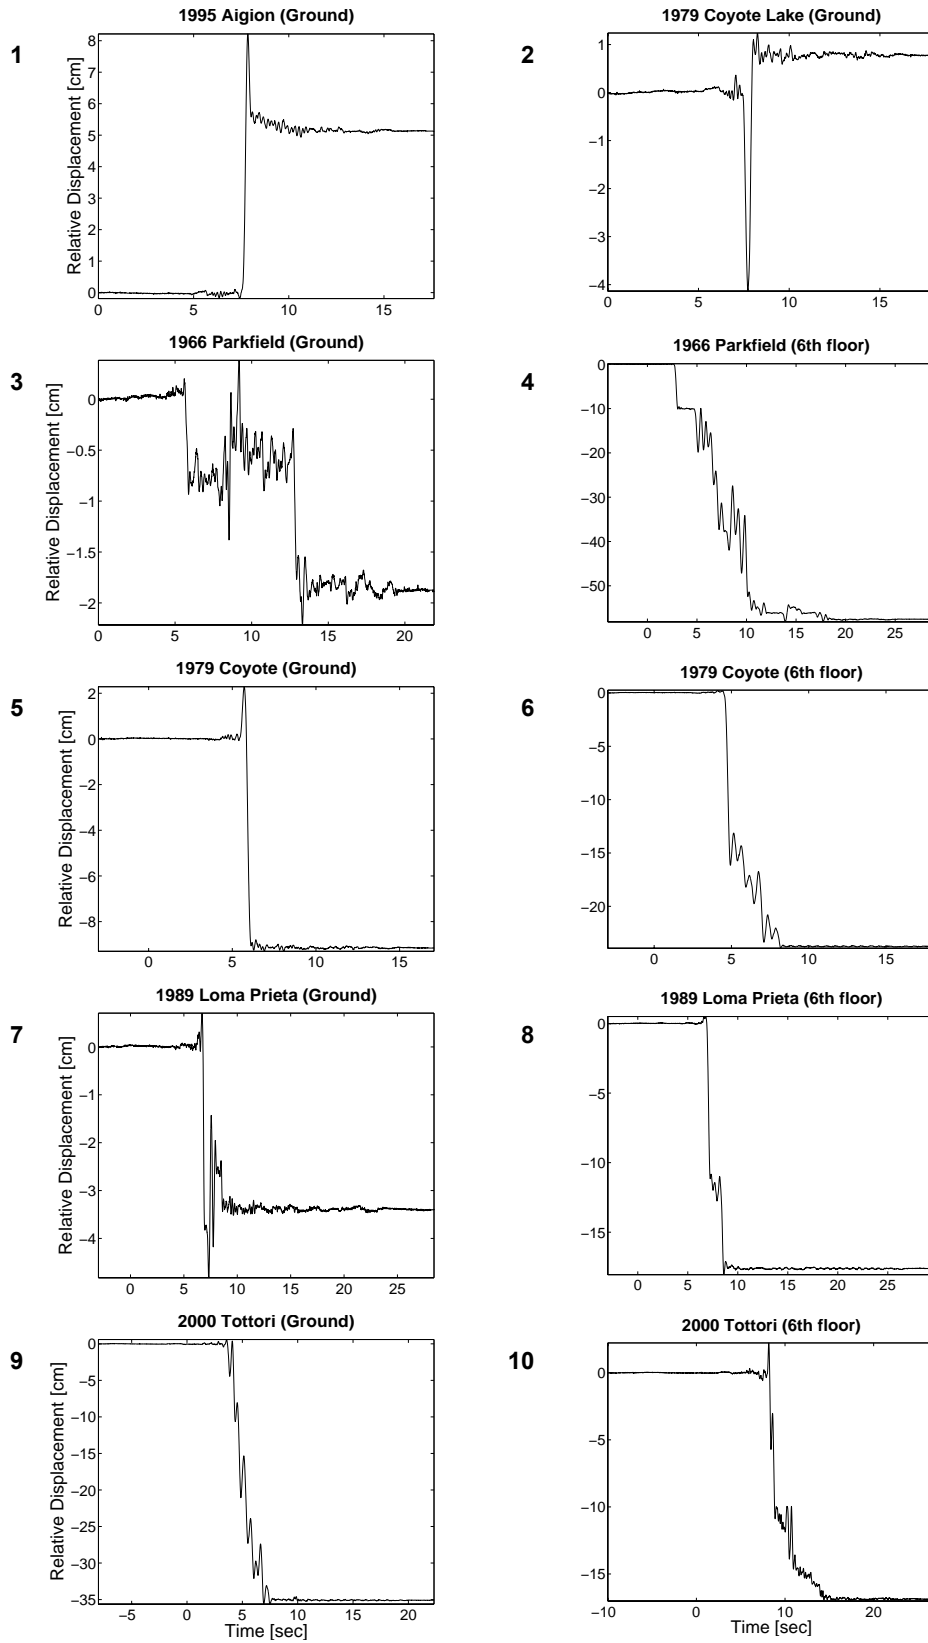 1995 Aigion (Ground)
1
Relative Displacement [cm]
8
7
6
5
4
3
2
1
0
0 5 10 15
1979 Coyote Lake (Ground)
2
1
0
−1
−2
−3
−4
0 5 10 15
1966 Parkfield (Ground)
3
Relative Displacement [cm]
0
−0.5
−1
−1.5
−2
0 5 10 15 20
1966 Parkfield (6th floor)
4
0
−10
−20
−30
−40
−50
0 5 10 15 20 25
1979 Coyote (Ground)
5
Relative Displacement [cm]
2
0
−2
−4
−6
−8
0 5 10 15
1979 Coyote (6th floor)
6
0
−5
−10
−15
−20
0 5 10 15
1989 Loma Prieta (Ground)
7
Relative Displacement [cm]
0
−1
−2
−3
−4
0 5 10 15 20 25
1989 Loma Prieta (6th floor)
8
0
−5
−10
−15
0 5 10 15 20 25
2000 Tottori (Ground)
9
Relative Displacement [cm]
0
−5
−10
−15
−20
−25
−30
−35
−5 0 5 10 15 20
Time [sec]
2000 Tottori (6th floor)
10
0
−5
−10
−15
−10 0 10 20
Time [sec]